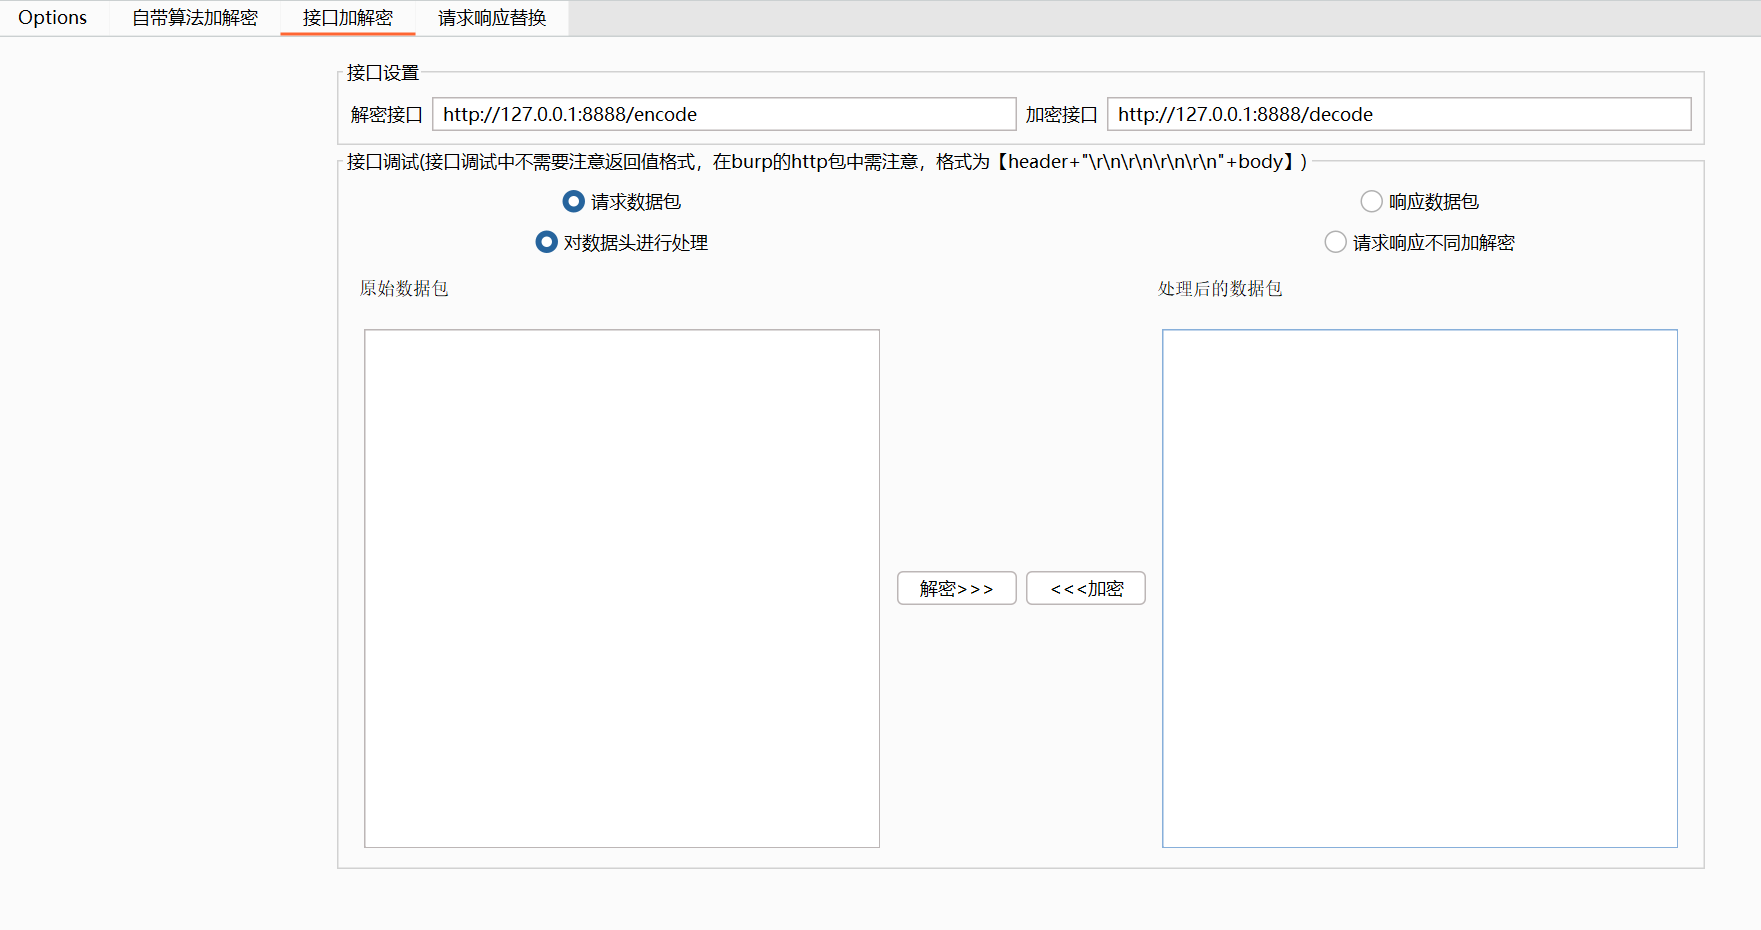 Options 自带算法加解密 接口加解密 请求响应替换
接口设置
解密接口 http://127.0.0.1:8888/encode 加密接口 http://127.0.0.1:8888/decode
接口调试(接口调试中不需要注意返回值格式，在burp的http包中需注意，格式为【header+"\r\n\r\n\r\n\r\n"+body】)
请求数据包 响应数据包
对数据头进行处理 请求响应不同加解密
原始数据包 处理后的数据包
解密>>> <<<加密